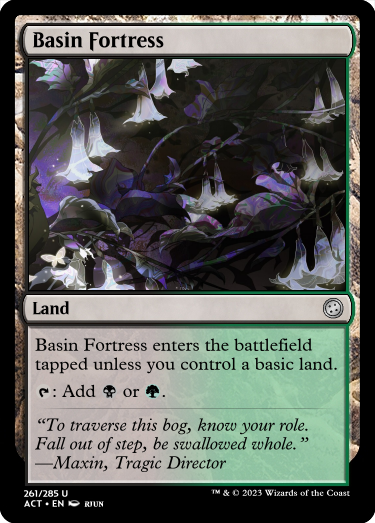 Basin Fortress
Land
Basin Fortress enters the battlefield
tapped unless you control a basic land.
: Add or .
“To traverse this bog, know your role.
Fall out of step, be swallowed whole.”
—Maxin, Tragic Director
261/285 U
ACT • EN RJUN
™ & © 2023 Wizards of the Coast